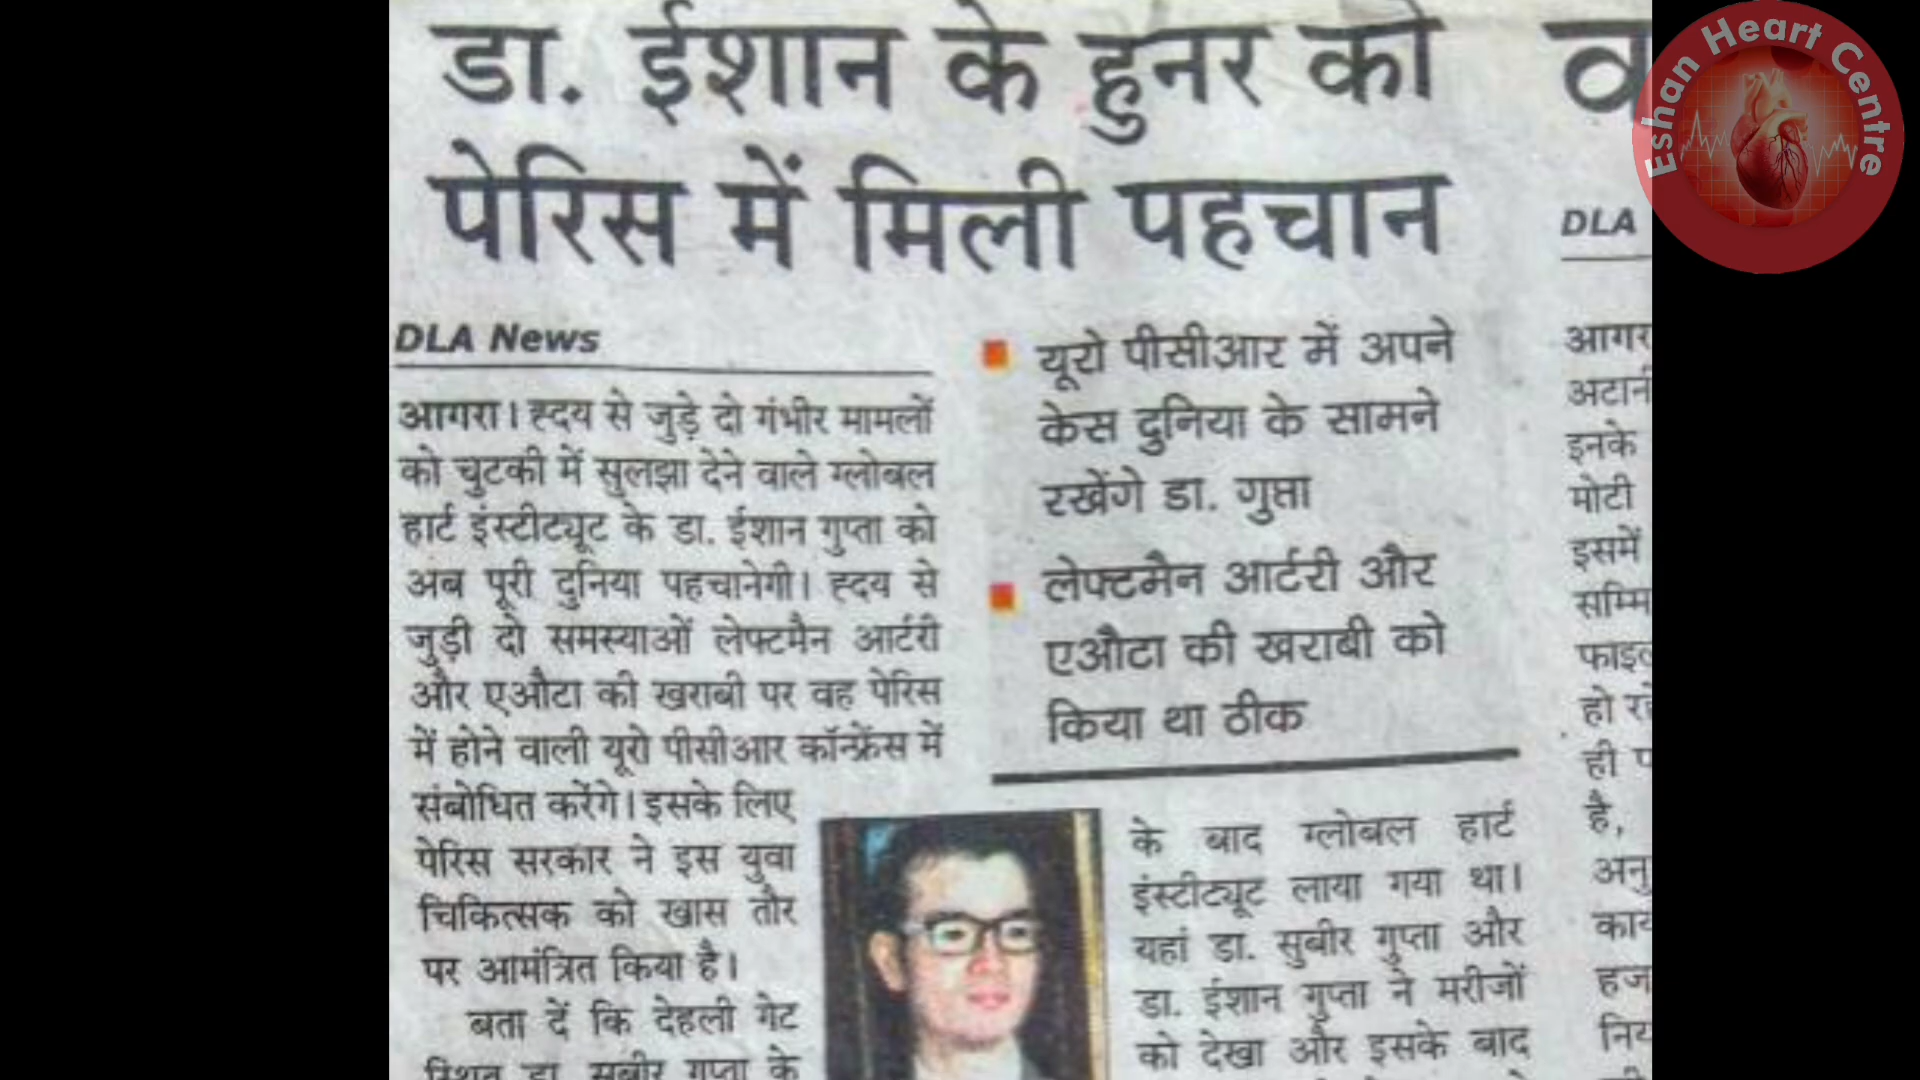 डा. ईशान के हुनर को
पेरिस में मिली पहचान
DLA News
आगरा। ह्दय से जुड़े दो गंभीर मामलों
को चुटकी में सुलझा देने वाले ग्लोबल
हार्ट इंस्टीट्यूट के डा. ईशान गुप्ता को
अब पूरी दुनिया पहचानेगी। ह्दय से
जुड़ी दो समस्याओं लेफ्टमैन आर्टरी
और एओटा की खराबी पर वह पेरिस
में होने वाली यूरो पीसीआर कॉन्फ्रेंस में
संबोधित करेंगे। इसके लिए
पेरिस सरकार ने इस युवा
चिकित्सक को खास तौर
पर आमंत्रित किया है।
बता दें कि देहली गेट
स्थित डा. सुबीर गुप्ता के
यूरो पीसीआर में अपने
केस दुनिया के सामने
रखेंगे डा. गुप्ता
लेफ्टमैन आर्टरी और
एओटा की खराबी को
किया था ठीक
के बाद ग्लोबल हार्ट
इंस्टीट्यूट लाया गया था।
यहां डा. सुबीर गुप्ता और
डा. ईशान गुप्ता ने मरीजों
को देखा और इसके बाद
DLA
आगर
इनके
मोटी
इसमें
हो
ही
है,
Eshan Heart Centre